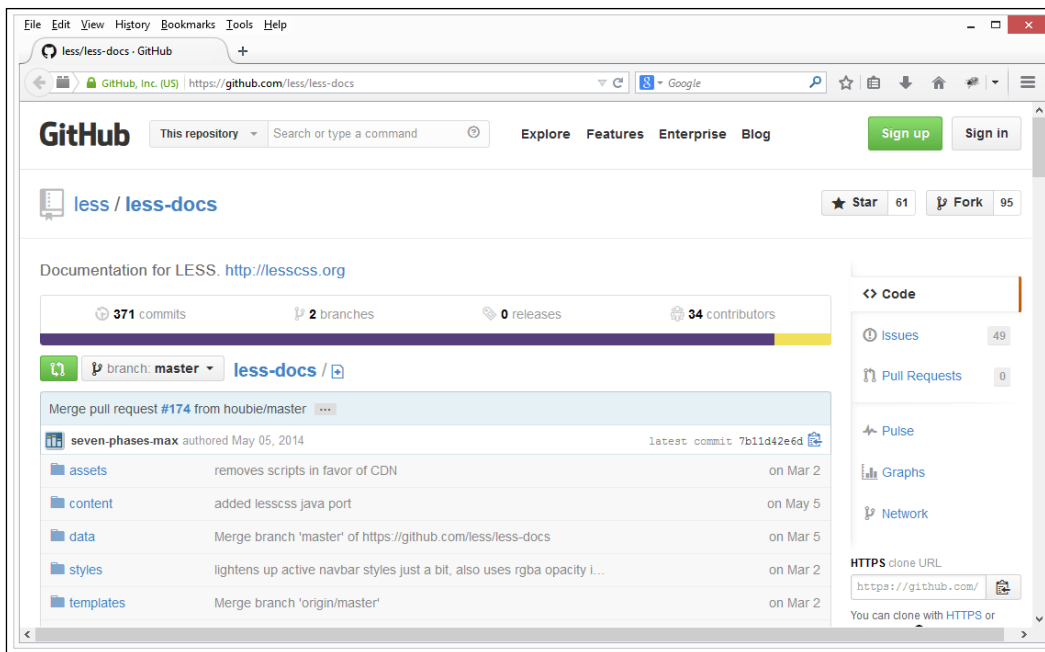 File Edit View History Bookmarks Tools Help
less/less-docs · GitHub +
GitHub, Inc. (US) https://github.com/less/less-docs 8 Google
GitHub This repository Search or type a command Explore Features Enterprise Blog Sign up Sign in
less / less-docs Star 61 Fork 95
Documentation for LESS. http://lesscss.org
<> Code
371 commits 2 branches 0 releases 34 contributors
Issues 49
branch: master less-docs /
Pull Requests 0
Merge pull request #174 from houbie/master ...
seven-phases-max authored May 05, 2014 latest commit 7b11d42e6d
Pulse
assets removes scripts in favor of CDN on Mar 2
Graphs
content added lesscss java port on May 5
Network
data Merge branch 'master' of https://github.com/less/less-docs on Mar 5
styles lightens up active navbar styles just a bit, also uses rgba opacity i... on Mar 2
HTTPS clone URL
https://github.com/
templates Merge branch 'origin/master' on Mar 2
You can clone with HTTPS or